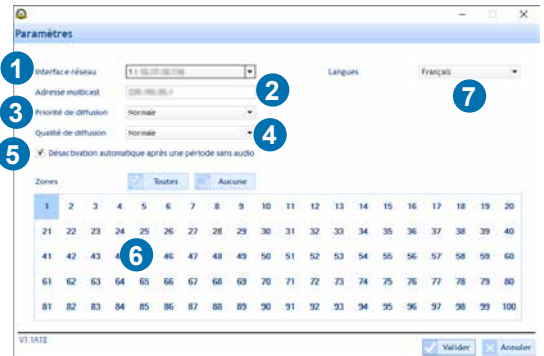 Paramètres
1 Interface réseau 1 : Langues Français
Adresse multicast 2
3 Priorité de diffusion Normale 7
Qualité de diffusion Normale 4
5 Désactivation automatique après une période sans audio
Zones Toutes Aucune
1 2 3 4 5 6 7 8 9 10 11 12 13 14 15 16 17 18 19 20
21 22 23 24 25 26 27 28 29 30 31 32 33 34 35 36 37 38 39 40
41 42 43 6 46 47 48 49 50 51 52 53 54 55 56 57 58 59 60
61 62 63 64 65 66 67 68 69 70 71 72 73 74 75 76 77 78 79 80
81 82 83 84 85 86 87 88 89 90 91 92 93 94 95 96 97 98 99 100
V1.1A18 Valider Annuler